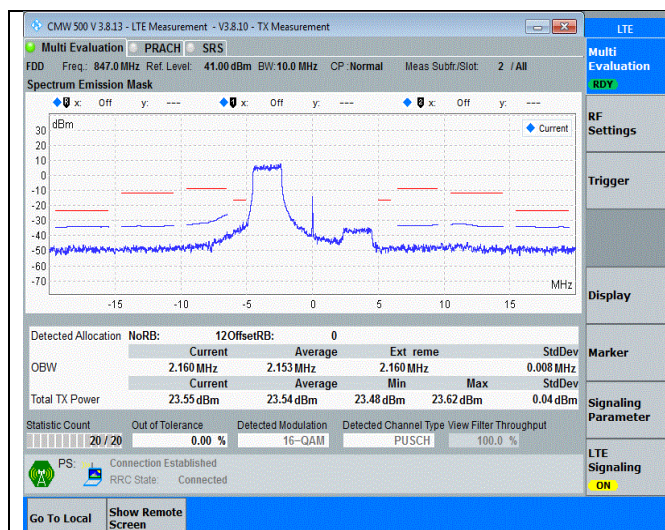 CMW 500 V 3.8.13 - LTE Measurement - V3.8.10 - TX Measurement
LTE
Multi Evaluation PRACH SRS
Multi
Evaluation
RDY
FDD Freq.: 847.0 MHz Ref. Level: 41.00 dBm BW: 10.0 MHz CP :Normal Meas Subfr./Slot: 2 / All
Spectrum Emission Mask
x: Off y: --- x: Off y: --- x: Off y: ---
RF
Settings
dBm
Current
30
20
10
0
-10
-20
-30
-40
-50
-60
-70
MHz
-15 -10 -5 0 5 10 15
Trigger
Display
Marker
Signaling
Parameter
LTE
Signaling
ON
Detected Allocation NoRB: 12OffsetRB: 0
Current Average Ext reme StdDev
OBW 2.160 MHz 2.153 MHz 2.160 MHz 0.008 MHz
Current Average Min Max StdDev
Total TX Power 23.55 dBm 23.54 dBm 23.48 dBm 23.62 dBm 0.04 dBm
Statistic Count Out of Tolerance Detected Modulation Detected Channel Type View Filter Throughput
20 / 20 0.00 % 16-QAM PUSCH 100.0 %
PS: Connection Established
RRC State: Connected
Go To Local
Show Remote
Screen